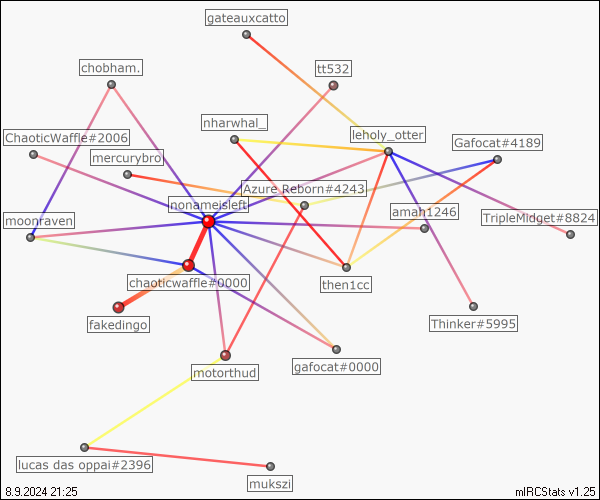 gateauxcatto
chobham.
tt532
nharwhal_
leholy_otter
ChaoticWaffle#2006
Gafocat#4189
mercurybro
Azure Reborn#4243
nonameisleft
amah1246
moonraven
TripleMidget#8824
chaoticwaffle#0000
then1cc
fakedingo
Thinker#5995
motorthud
gafocat#0000
lucas das oppai#2396
mukszi
8.9.2024 21:25
mIRCStats v1.25